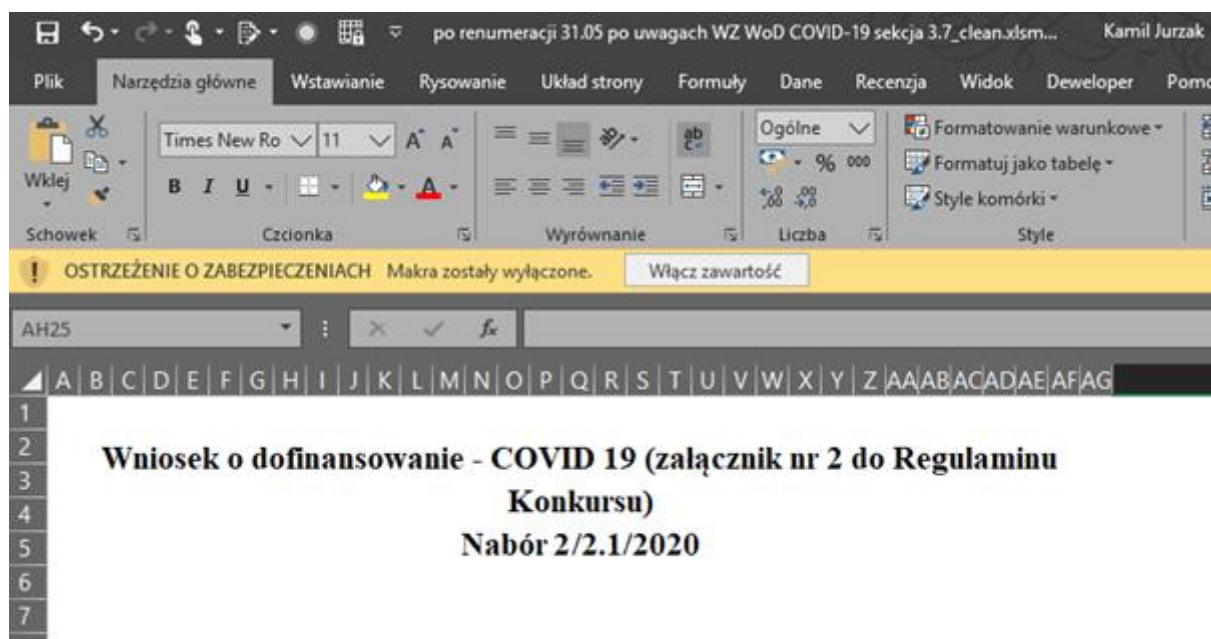 po renumeracji 31.05 po uwagach WZ WoD COVID-19 sekcja 3.7_clean.xlsm... Kamil Jurzak
Plik Narzędzia główne Wstawianie Rysowanie Układ strony Formuły Dane Recenzja Widok Deweloper Pomo
Times New Ro 11 A A ab Ogólne Formatowanie warunkowe
% 000 Formatuj jako tabelę
Wklej B I U A Style komórki
Schowek Czcionka Wyrównanie Liczba Style
OSTRZEŻENIE O ZABEZPIECZENIACH Makra zostały wyłączone. Włącz zawartość
AH25 fx
A B C D E F G H I J K L M N O P Q R S T U V W X Y Z AA AB AC AD AE AF AG
1
2
Wniosek o dofinansowanie - COVID 19 (załącznik nr 2 do Regulaminu
3
4
Konkursu)
5
Nabór 2/2.1/2020
6
7